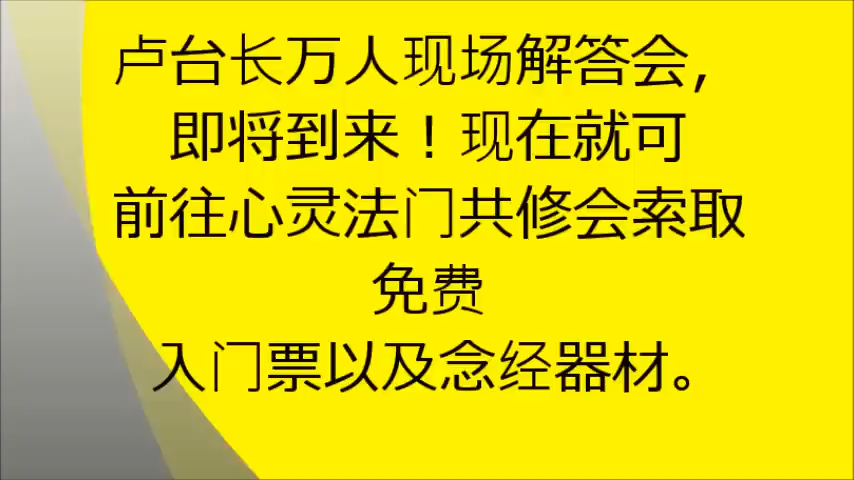 卢台长万人现场解答会，
即将到来！现在就可
前往心灵法门共修会索取
免费
入门票以及念经器材。